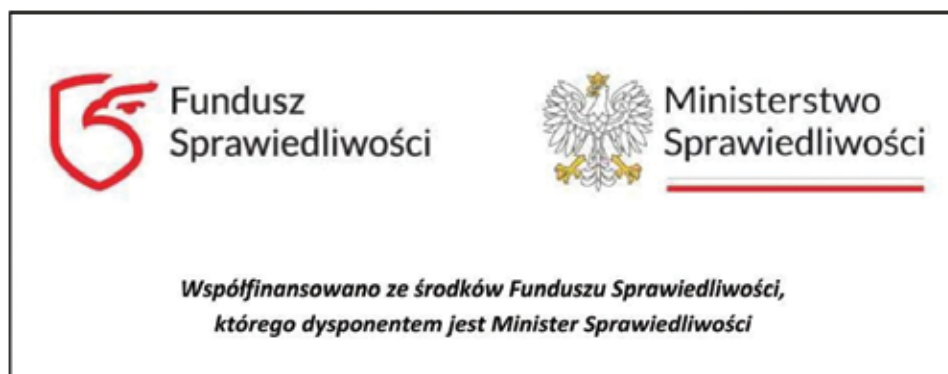 Fundusz
Sprawiedliwości
Ministerstwo
Sprawiedliwości
Współfinansowano ze środków Funduszu Sprawiedliwości,
którego dysponentem jest Minister Sprawiedliwości